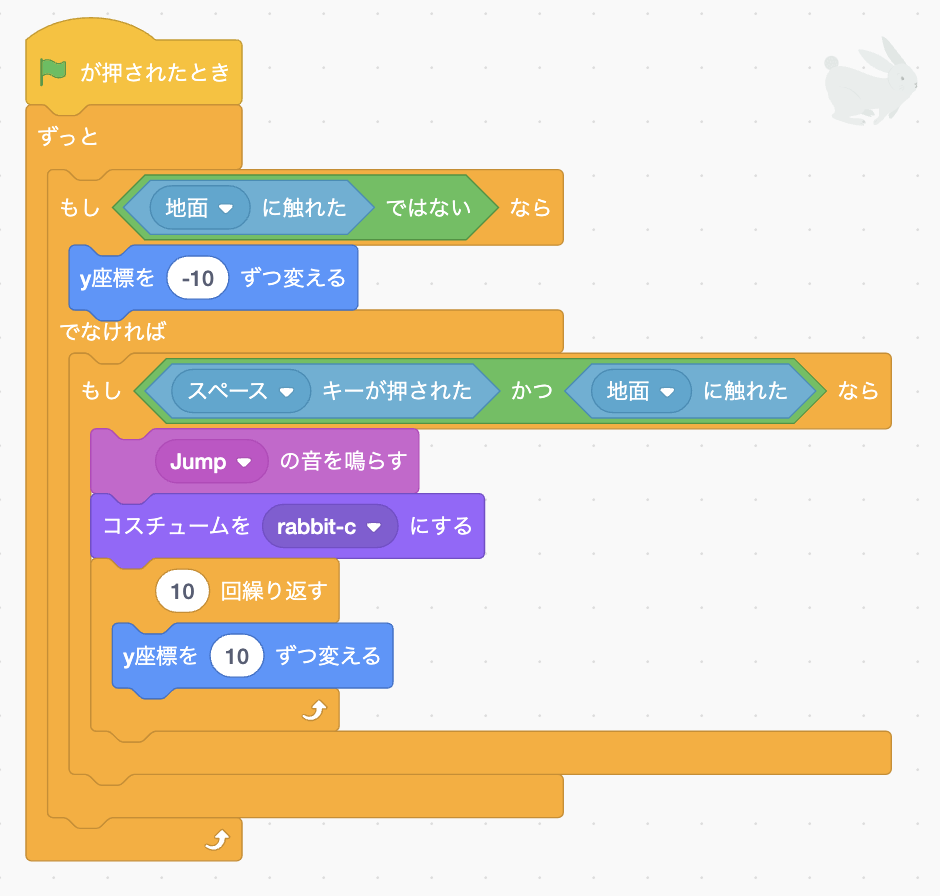 が押されたとき
ずっと
もし 地面 に触れた ではない なら
y座標を -10 ずつ変える
でなければ
もし スペース キーが押された かつ 地面 に触れた なら
Jump の音を鳴らす
コスチュームを rabbit-c にする
10 回繰り返す
y座標を 10 ずつ変える